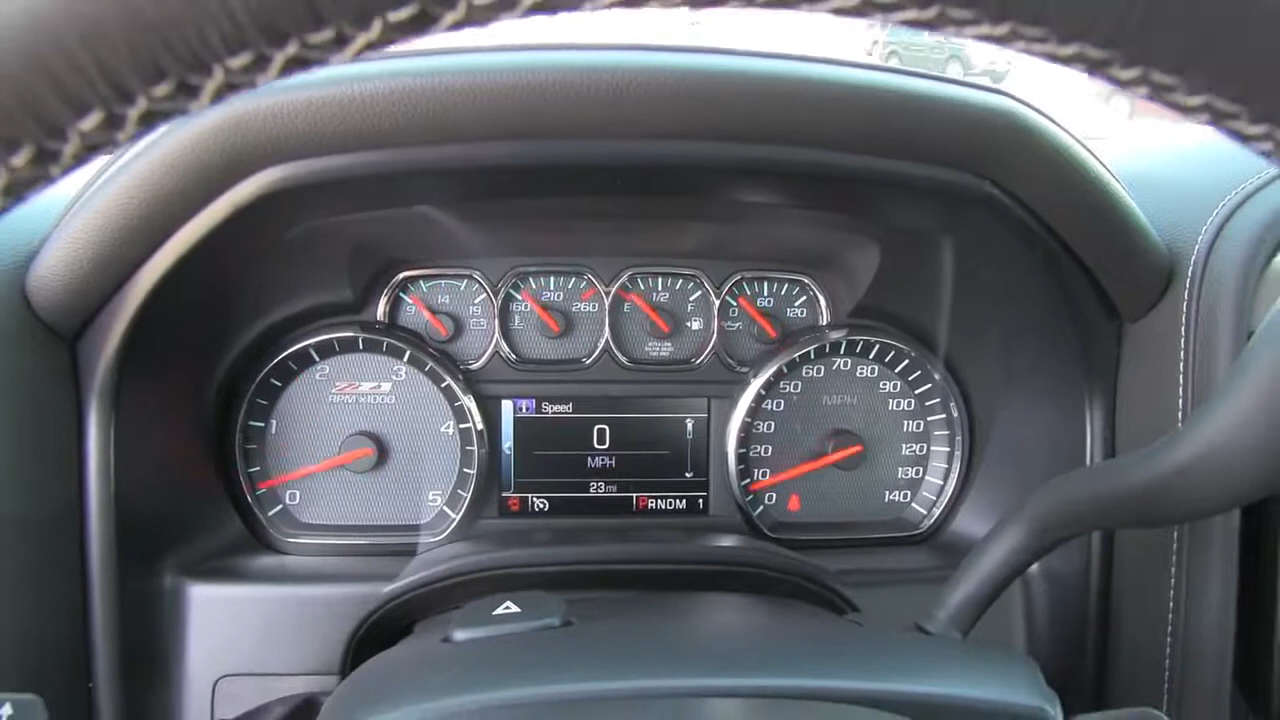 9 14 19
160 210 260
E 1/2 F
0 60 120
0 1 2 3 4 5
Z71
RPM x1000
Speed
0
MPH
23 mi
PRNDM 1
0 10 20 30 40 50 60 70 80 90 100 110 120 130 140
MPH